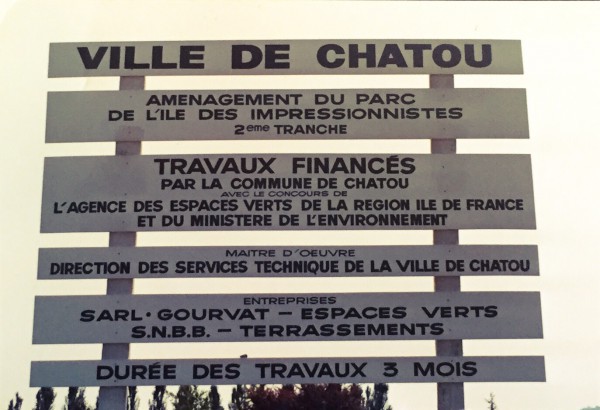 VILLE DE CHATOU
AMENAGEMENT DU PARC
DE L'ILE DES IMPRESSIONNISTES
2eme TRANCHE
TRAVAUX FINANCÉS
PAR LA COMMUNE DE CHATOU
AVEC LE CONCOURS DE
L'AGENCE DES ESPACES VERTS DE LA REGION ILE DE FRANCE
ET DU MINISTERE DE L'ENVIRONNEMENT
MAITRE D'OEUVRE
DIRECTION DES SERVICES TECHNIQUE DE LA VILLE DE CHATOU
ENTREPRISES
SARL. GOURVAT — ESPACES VERTS
S.N.B.B. — TERRASSEMENTS
DURÉE DES TRAVAUX 3 MOIS